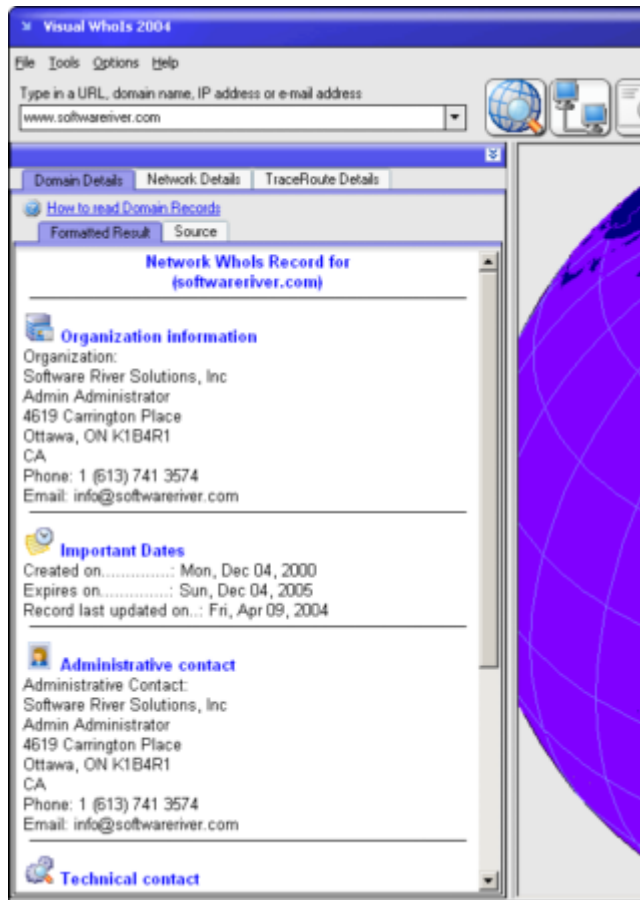 Visual WhoIs 2004
File Tools Options Help
Type in a URL, domain name, IP address or e-mail address
www.softwareriver.com
Domain Details Network Details TraceRoute Details
How to read Domain Records
Formatted Result Source
Network WhoIs Record for
(softwareriver.com)
Organization information
Organization:
Software River Solutions, Inc
Admin Administrator
4619 Carrington Place
Ottawa, ON K1B4R1
CA
Phone: 1 (613) 741 3574
Email: info@softwareriver.com
Important Dates
Created on..............: Mon, Dec 04, 2000
Expires on..............: Sun, Dec 04, 2005
Record last updated on..: Fri, Apr 09, 2004
Administrative contact
Administrative Contact:
Software River Solutions, Inc
Admin Administrator
4619 Carrington Place
Ottawa, ON K1B4R1
CA
Phone: 1 (613) 741 3574
Email: info@softwareriver.com
Technical contact